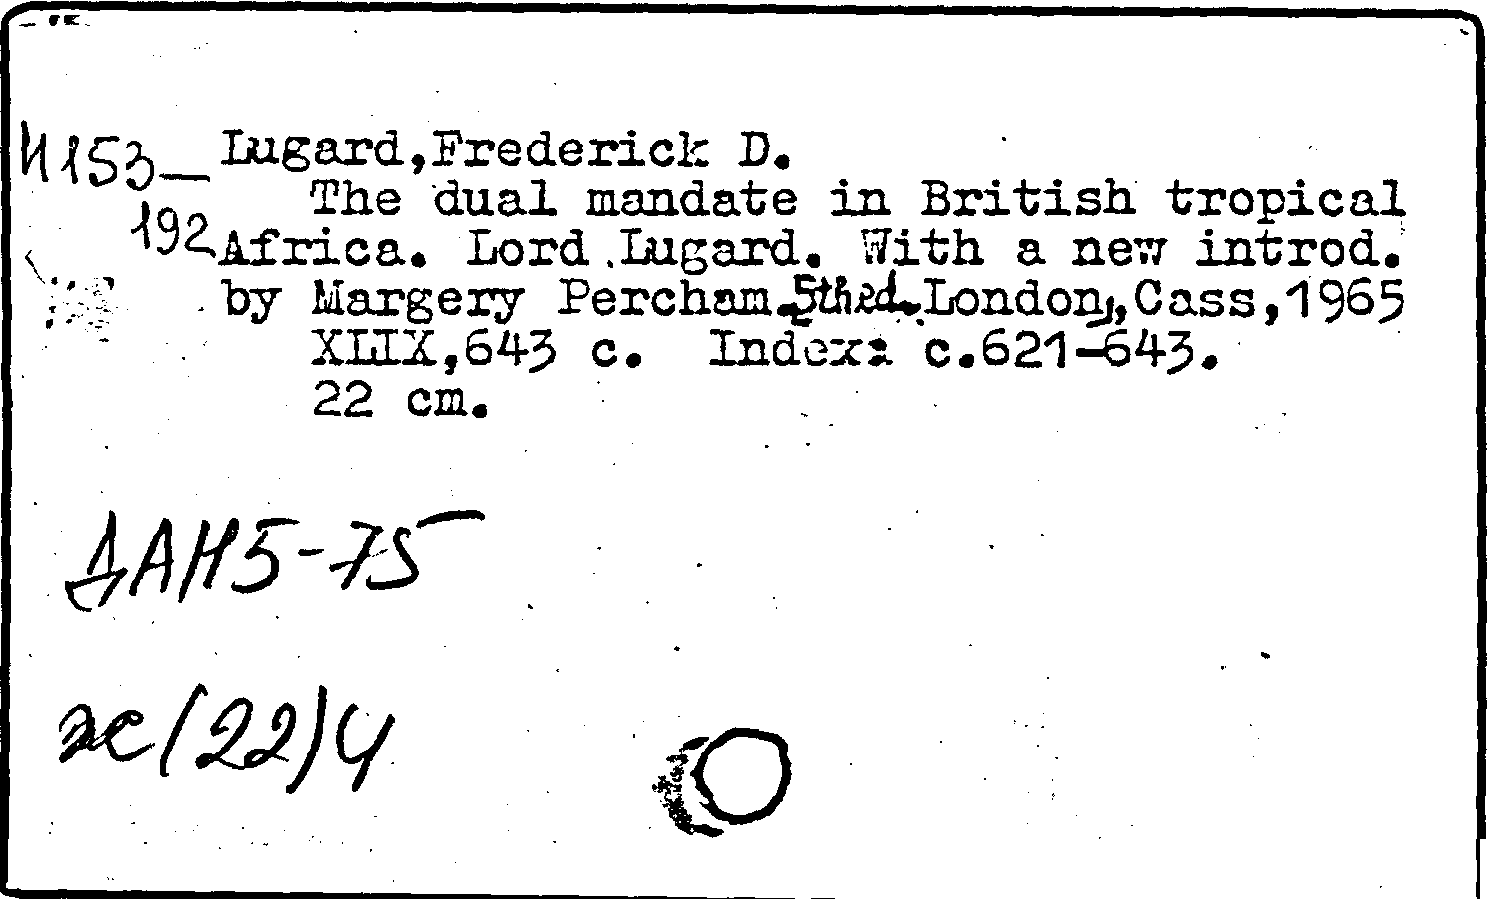 И153–192
Lugard,Frederick D.
The dual mandate in British tropical
Africa. Lord Lugard. With a new introd.
by Margery Percham. 5th ed. London, Cass,1965
XLIX,643 c. Index: c.621-643.
22 cm.
ДАН5-75
ж(22)4